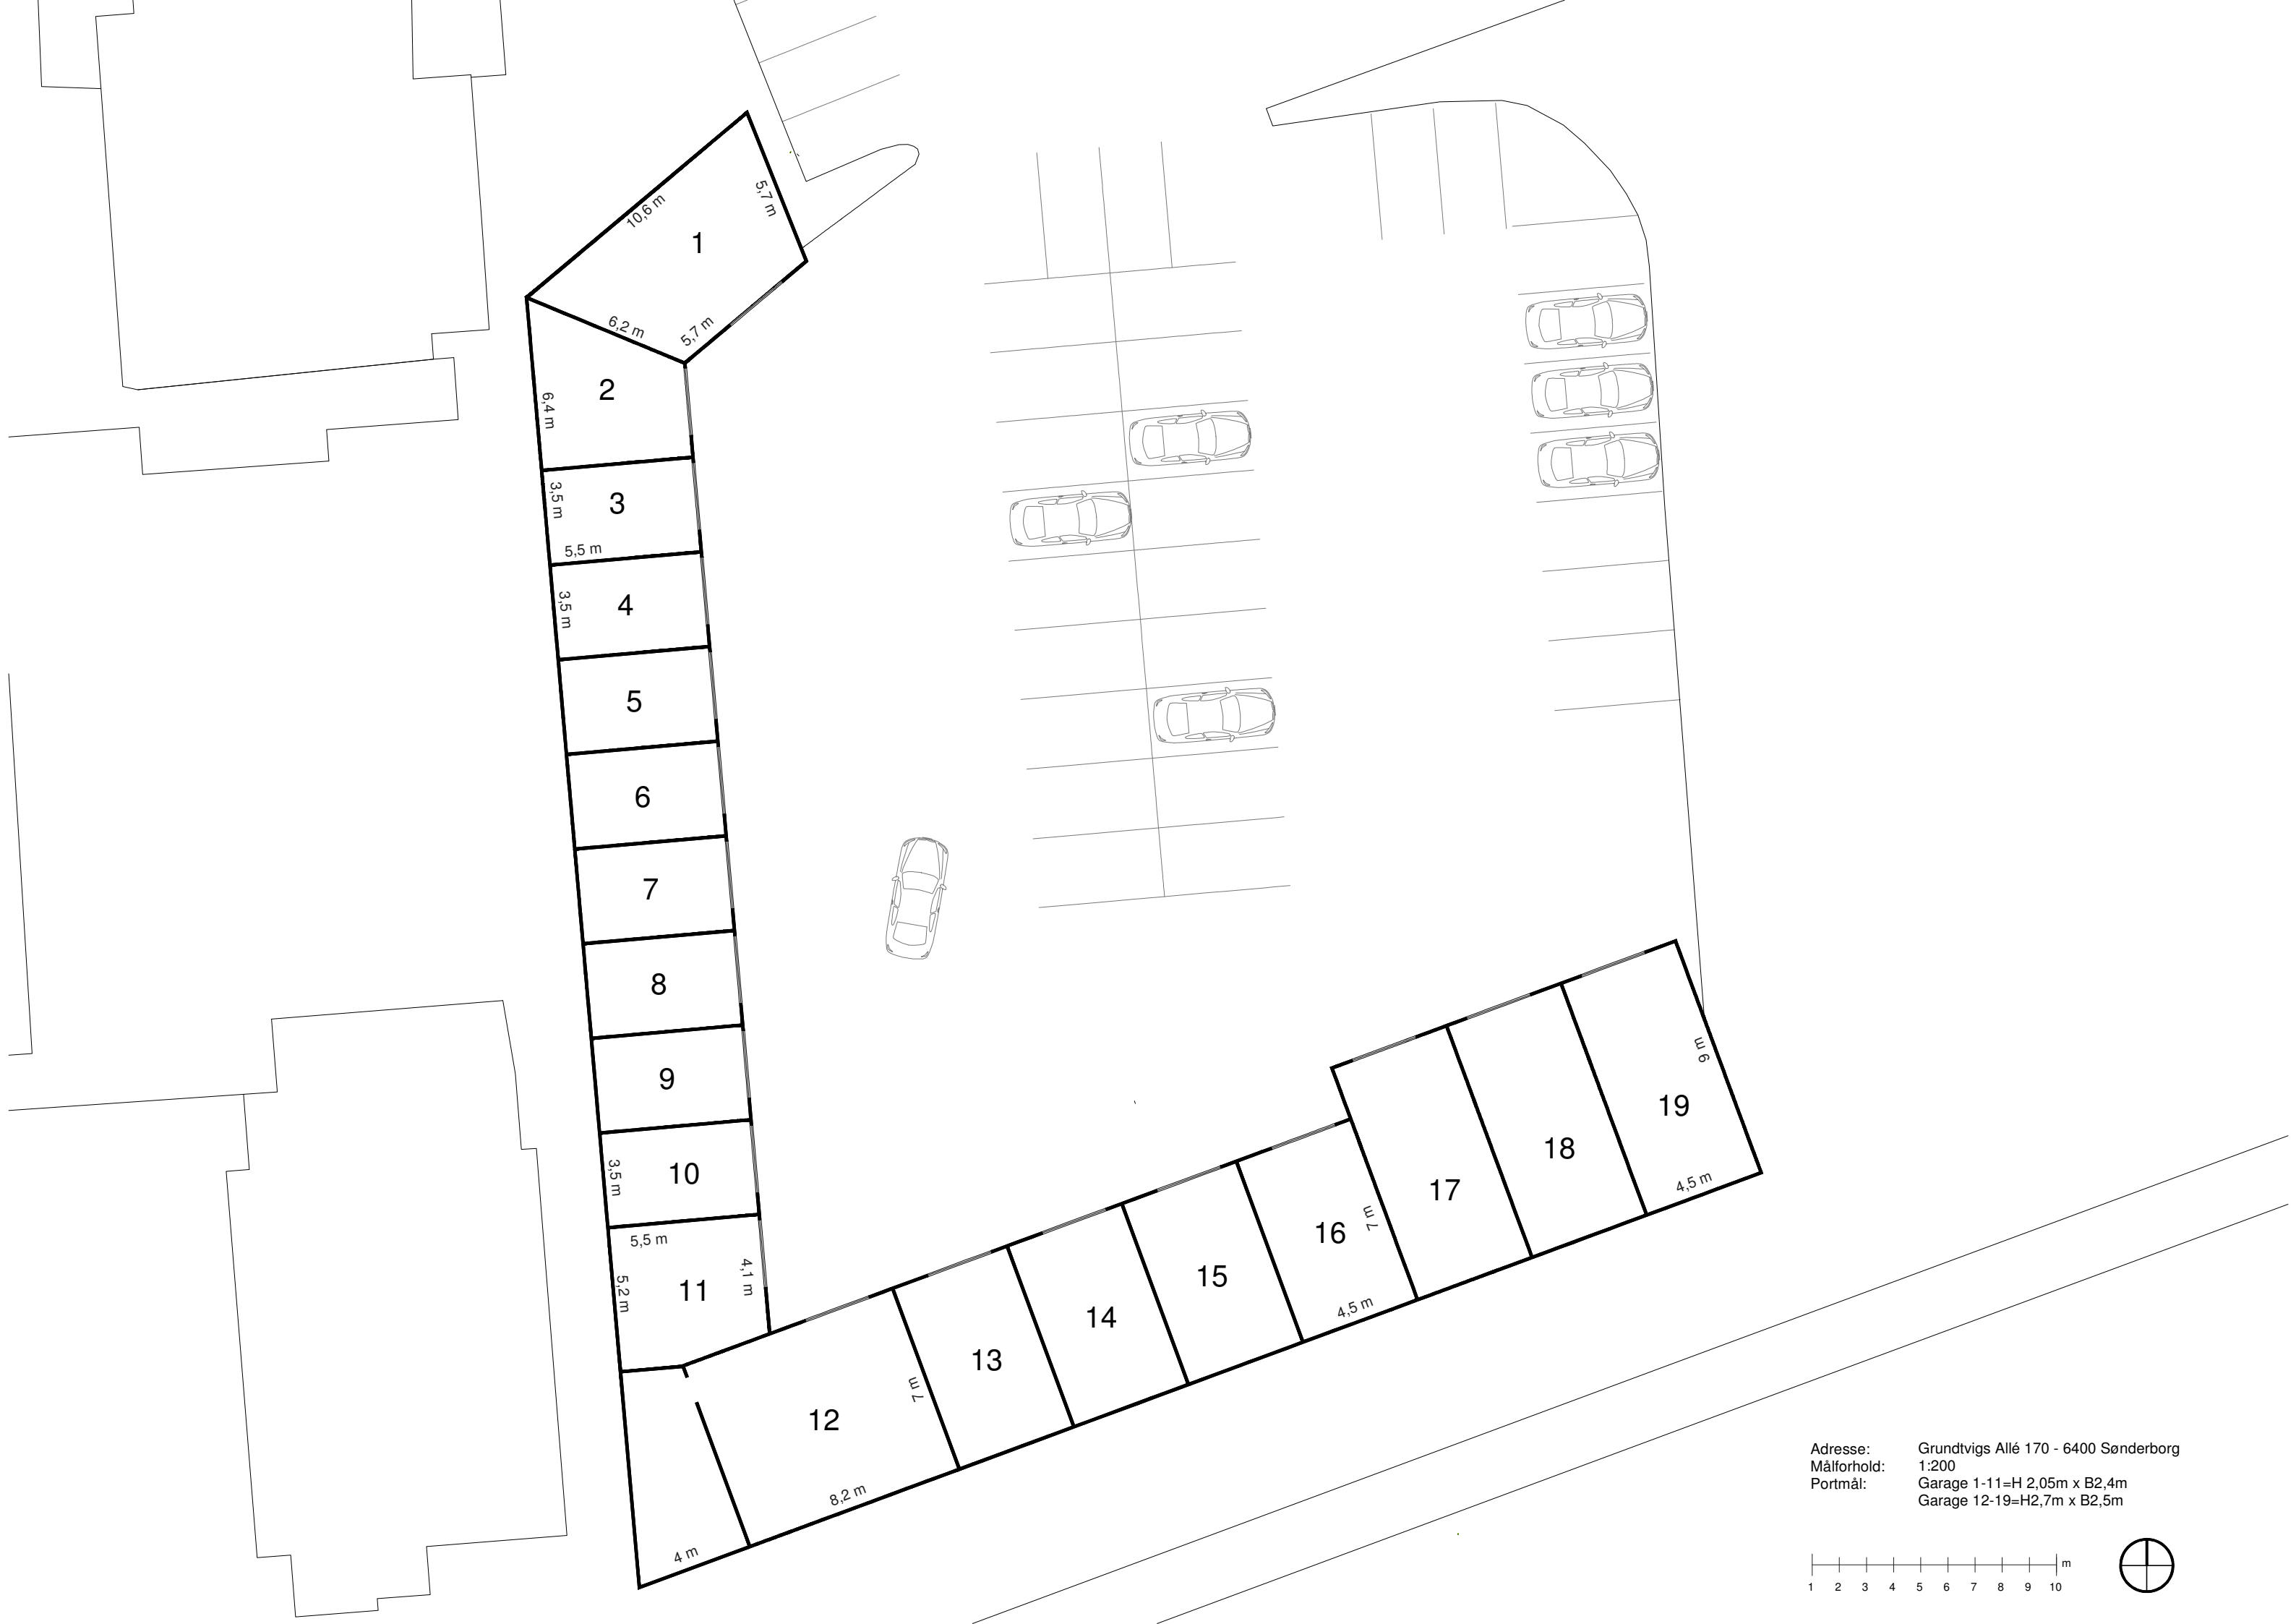 10,6 m
5,7 m
1
6,2 m
5,7 m
2
6,4 m
3
3,5 m
5,5 m
4
3,5 m
5
6
7
8
9
10
3,5 m
5,5 m
11
5,2 m
4,1 m
12
7 m
8,2 m
4 m
13
14
15
16
7 m
4,5 m
17
18
19
9 m
4,5 m
Adresse: Grundtvigs Allé 170 - 6400 Sønderborg
Målforhold: 1:200
Portmål: Garage 1-11=H 2,05m x B2,4m
Garage 12-19=H2,7m x B2,5m
m
1 2 3 4 5 6 7 8 9 10